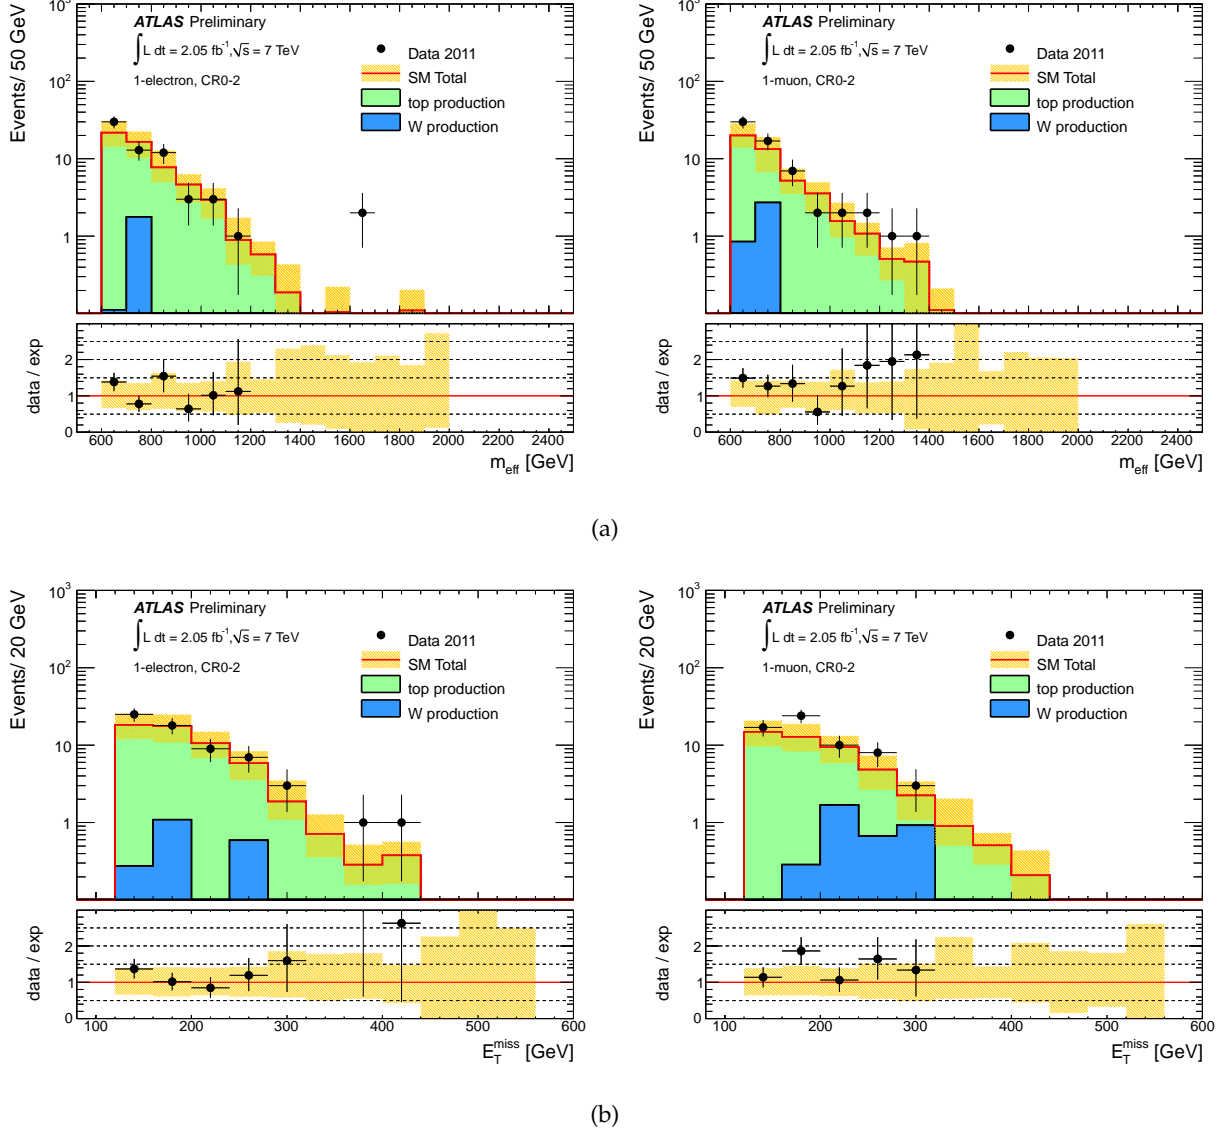 ATLAS Preliminary
∫ L dt = 2.05 fb⁻¹, √s = 7 TeV
1-electron, CR0-2
Data 2011
SM Total
top production
W production
Events/ 50 GeV
10³
10²
10
1
data / exp
2
1
0
600 800 1000 1200 1400 1600 1800 2000 2200 2400
m_eff [GeV]
ATLAS Preliminary
∫ L dt = 2.05 fb⁻¹, √s = 7 TeV
1-muon, CR0-2
Data 2011
SM Total
top production
W production
Events/ 50 GeV
10³
10²
10
1
data / exp
2
1
0
600 800 1000 1200 1400 1600 1800 2000 2200 2400
m_eff [GeV]
(a)
ATLAS Preliminary
∫ L dt = 2.05 fb⁻¹, √s = 7 TeV
1-electron, CR0-2
Data 2011
SM Total
top production
W production
Events/ 20 GeV
10³
10²
10
1
data / exp
2
1
0
100 200 300 400 500 600
E_T^miss [GeV]
ATLAS Preliminary
∫ L dt = 2.05 fb⁻¹, √s = 7 TeV
1-muon, CR0-2
Data 2011
SM Total
top production
W production
Events/ 20 GeV
10³
10²
10
1
data / exp
2
1
0
100 200 300 400 500 600
E_T^miss [GeV]
(b)